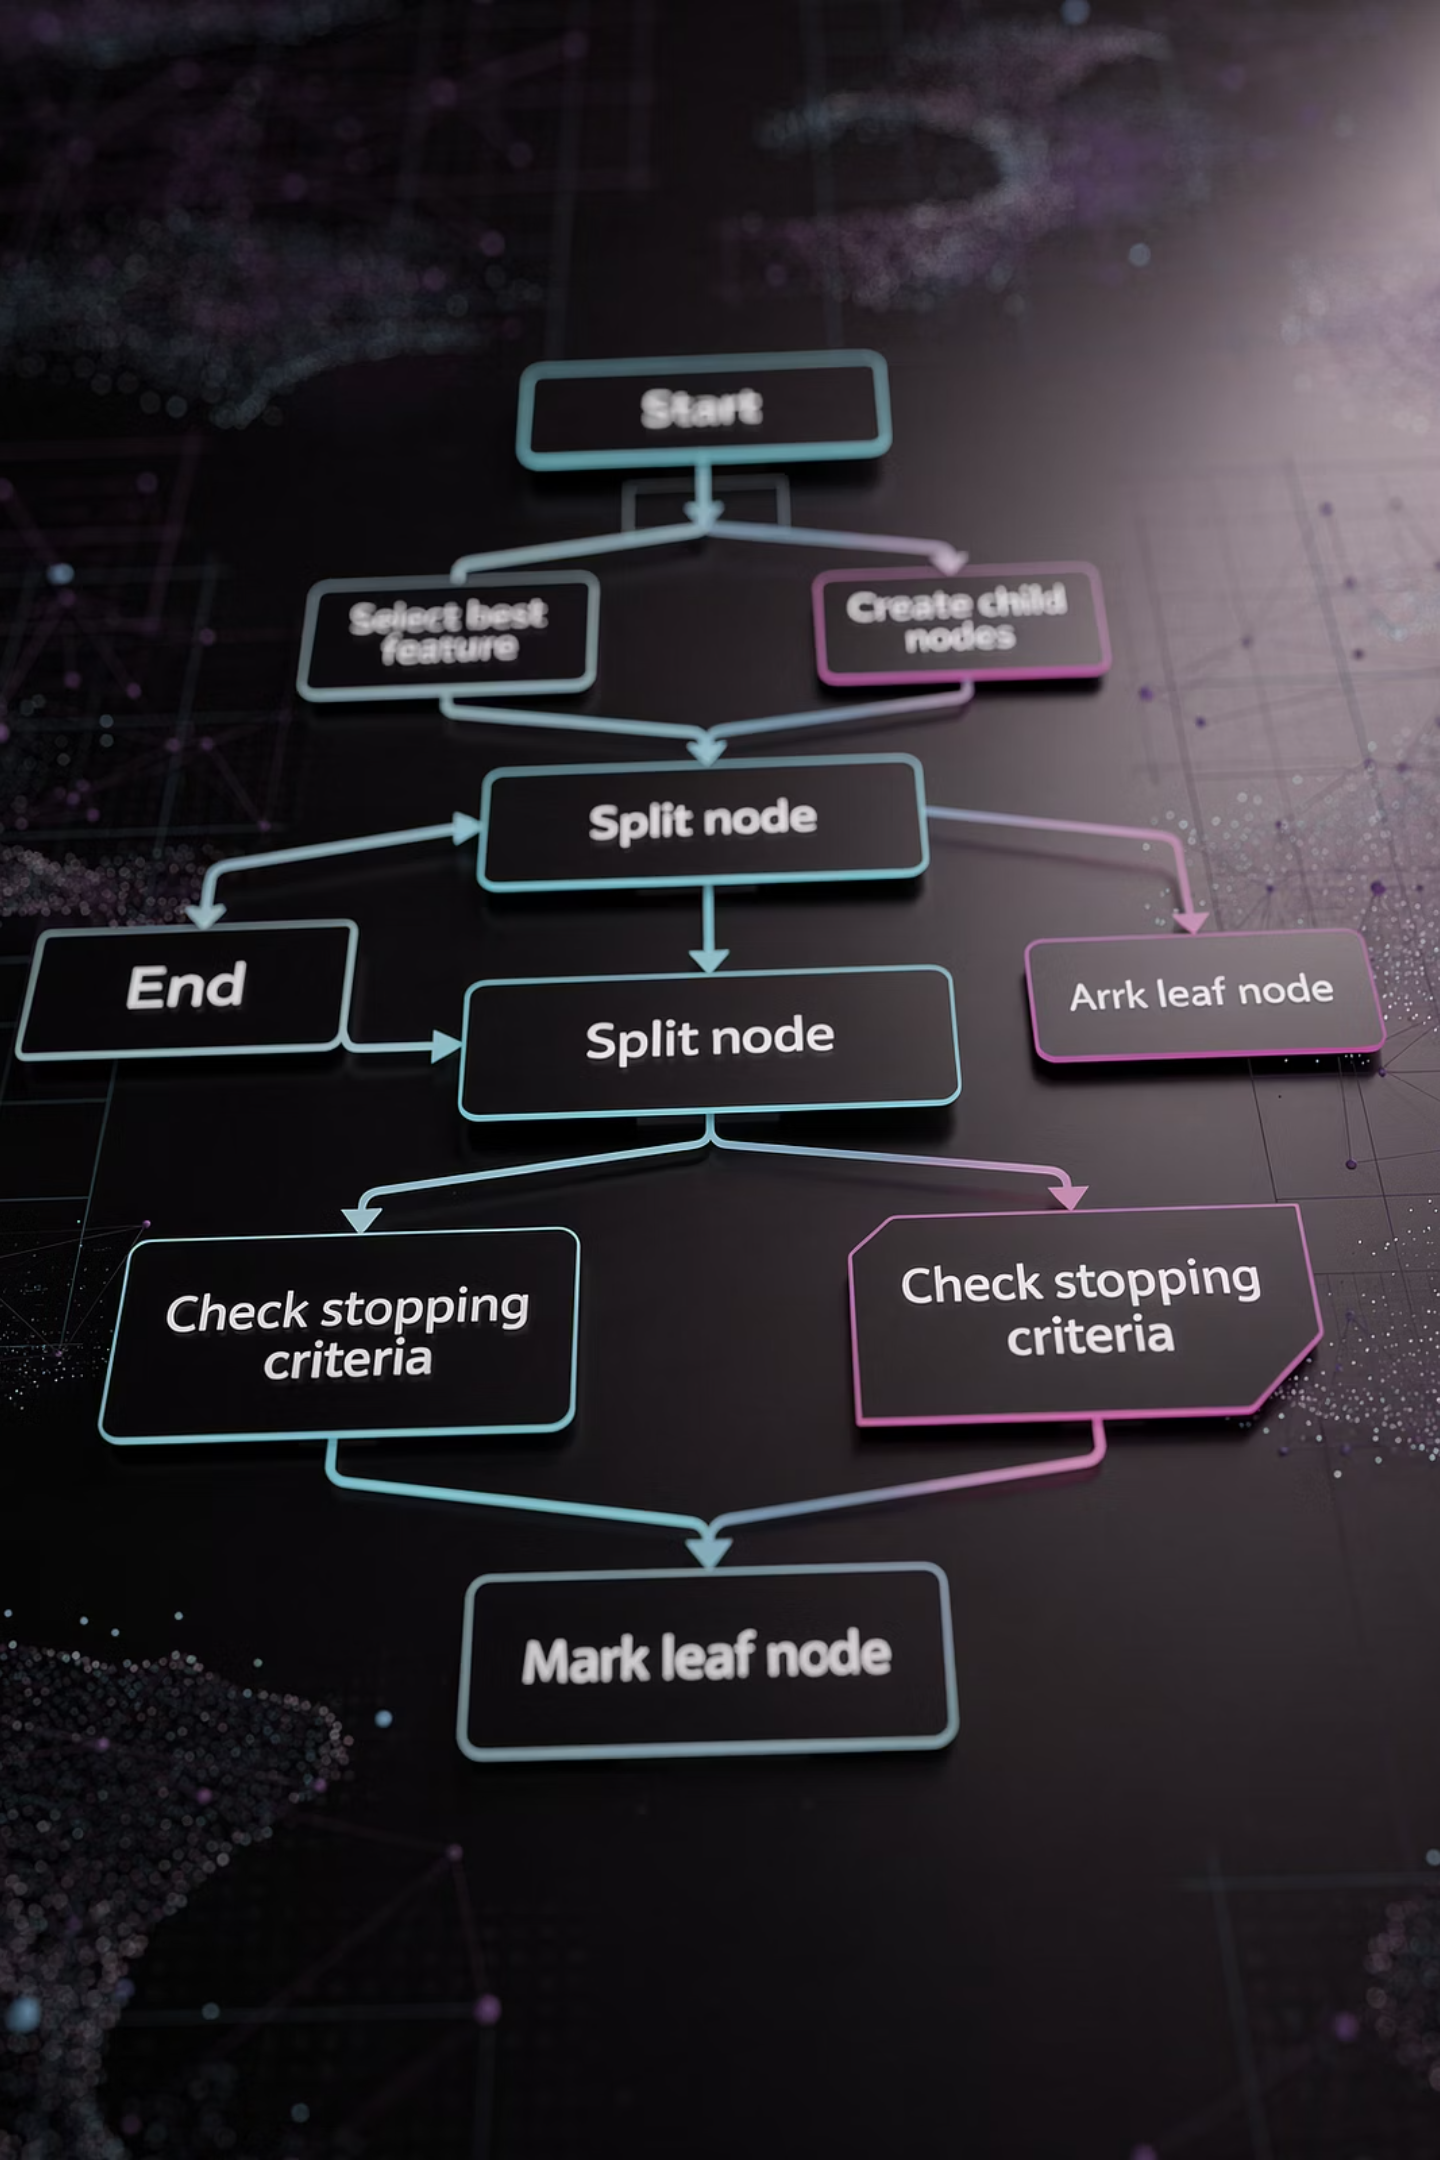 Start
Select best
feature
Create child
nodes
Split node
End
Arrk leaf node
Split node
Check stopping
criteria
Check stopping
criteria
Mark leaf node